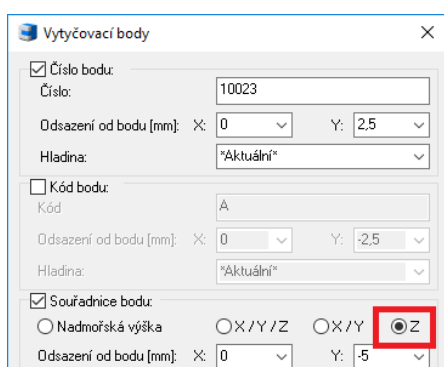 Vytyčovací body
Číslo bodu:
Číslo: 10023
Odsazení od bodu [mm]: X: 0 Y: 2,5
Hladina: *Aktuální*
Kód bodu:
Kód A
Odsazení od bodu [mm]: X: 0 Y: -2,5
Hladina: *Aktuální*
Souřadnice bodu:
Nadmořská výška X/Y/Z X/Y Z
Odsazení od bodu [mm]: X: 0 Y: -5